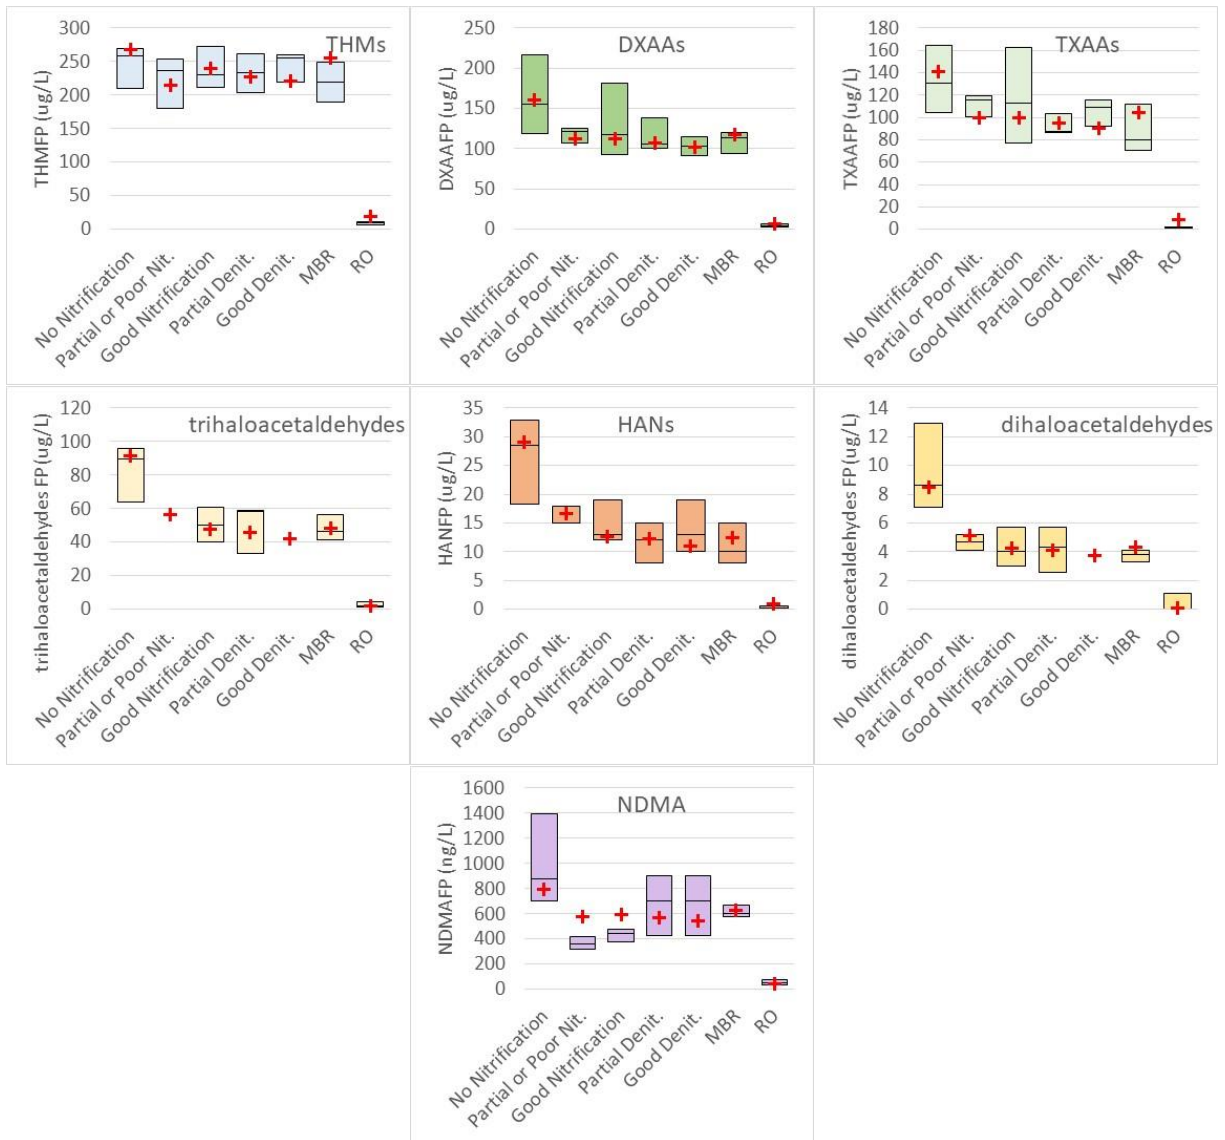 THMs
THMFP (ug/L)
300
250
200
150
100
50
0
No Nitrification
Partial or Poor Nit.
Good Nitrification
Partial Denit.
Good Denit.
MBR
RO
DXAAs
DXAAFP (ug/L)
250
200
150
100
50
0
No Nitrification
Partial or Poor Nit.
Good Nitrification
Partial Denit.
Good Denit.
MBR
RO
TXAAs
TXAAFP (ug/L)
180
160
140
120
100
80
60
40
20
0
No Nitrification
Partial or Poor Nit.
Good Nitrification
Partial Denit.
Good Denit.
MBR
RO
trihaloacetaldehydes
trihaloacetaldehydes FP (ug/L)
120
100
80
60
40
20
0
No Nitrification
Partial or Poor Nit.
Good Nitrification
Partial Denit.
Good Denit.
MBR
RO
HANs
HANFP (ug/L)
35
30
25
20
15
10
5
0
No Nitrification
Partial or Poor Nit.
Good Nitrification
Partial Denit.
Good Denit.
MBR
RO
dihaloacetaldehydes
dihaloacetaldehydes FP (ug/L)
14
12
10
8
6
4
2
0
No Nitrification
Partial or Poor Nit.
Good Nitrification
Partial Denit.
Good Denit.
MBR
RO
NDMA
NDMAFP (ng/L)
1600
1400
1200
1000
800
600
400
200
0
No Nitrification
Partial or Poor Nit.
Good Nitrification
Partial Denit.
Good Denit.
MBR
RO